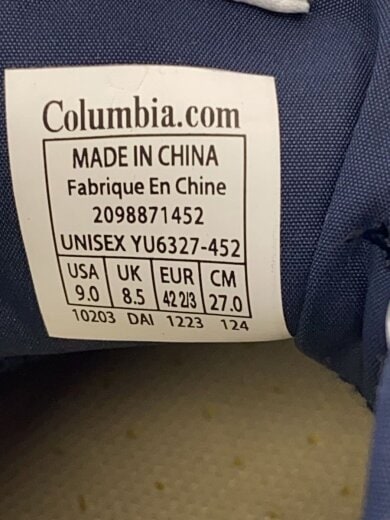 Columbia.com
MADE IN CHINA
Fabrique En Chine
2098871452
UNISEX YU6327-452
USA UK EUR CM
9.0 8.5 42 2/3 27.0
10203 DAI 1223 124